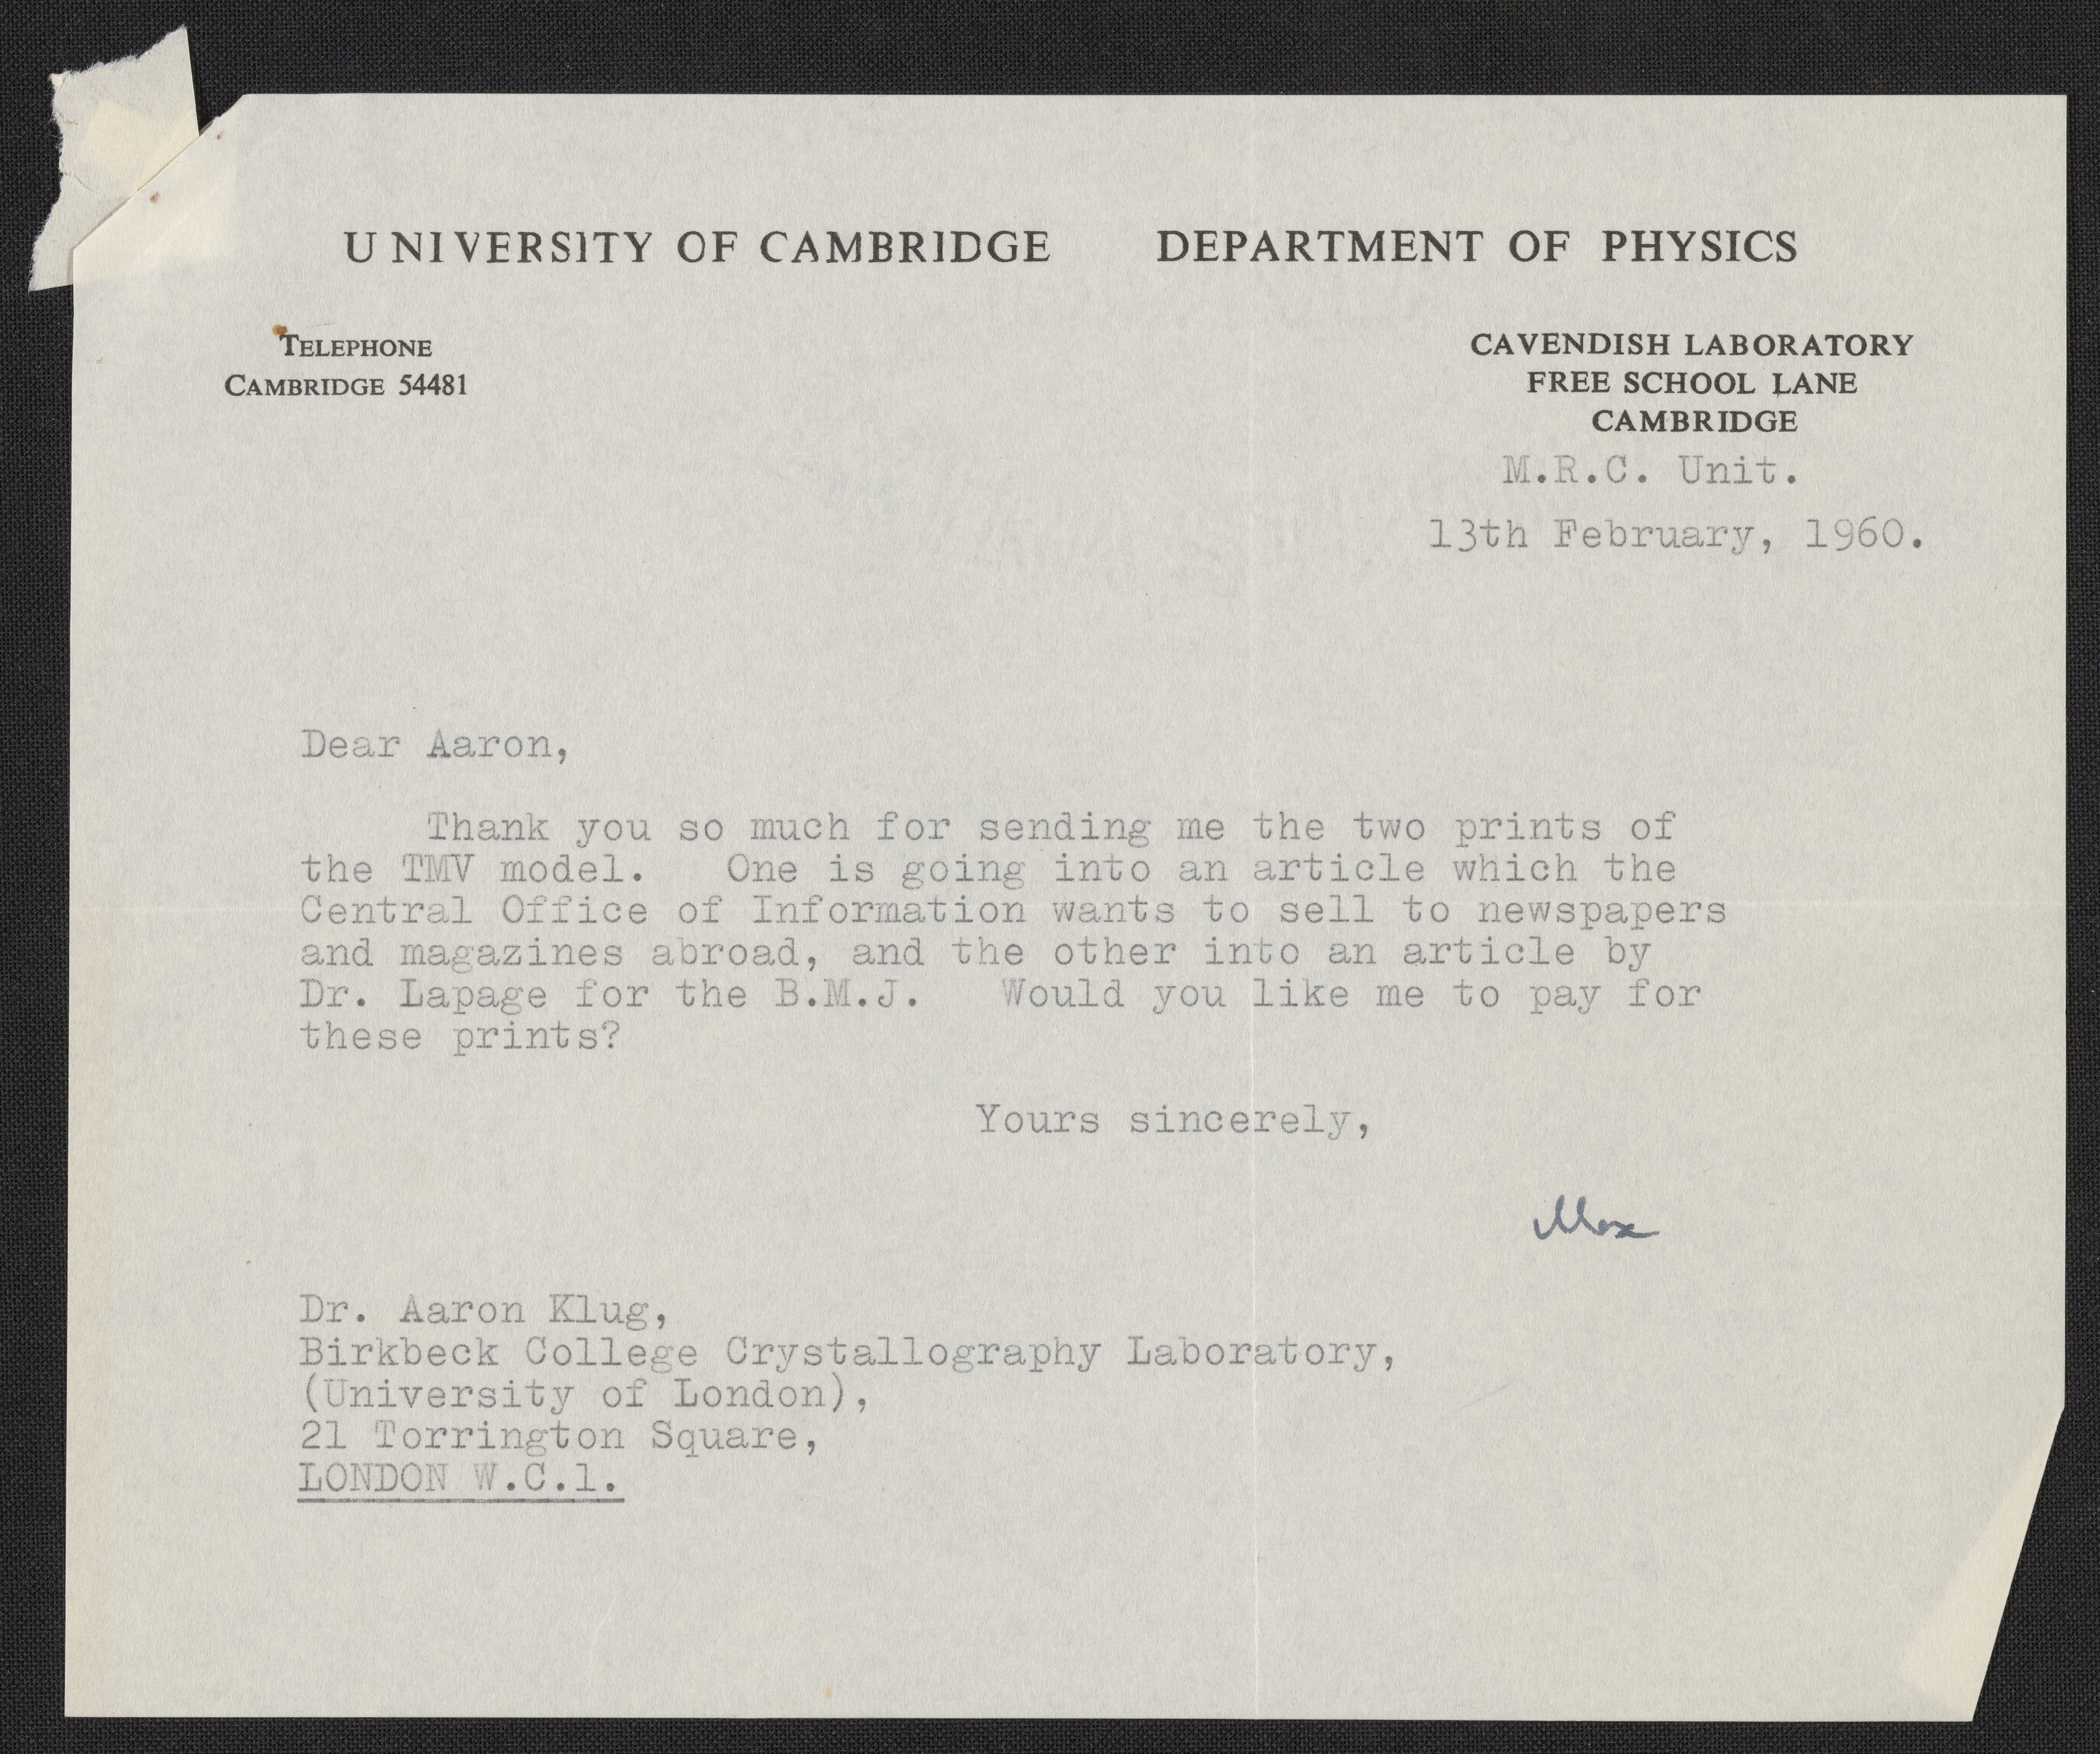 UNIVERSITY OF CAMBRIDGE DEPARTMENT OF PHYSICS
TELEPHONE
CAMBRIDGE 54481
CAVENDISH LABORATORY
FREE SCHOOL LANE
CAMBRIDGE
M.R.C. Unit.
13th February, 1960.
Dear Aaron,
Thank you so much for sending me the two prints of
the TMV model. One is going into an article which the
Central Office of Information wants to sell to newspapers
and magazines abroad, and the other into an article by
Dr. Lapage for the B.M.J. Would you like me to pay for
these prints?
Yours sincerely,
Max
Dr. Aaron Klug,
Birkbeck College Crystallography Laboratory,
(University of London),
21 Torrington Square,
LONDON W.C.1.